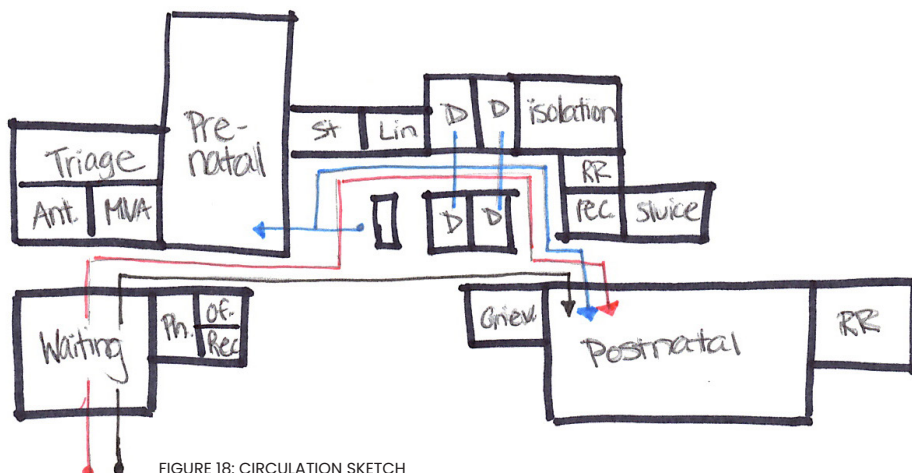 Pre-
natal
Triage
Ant.
MVA
St
Lin
D
D
isolation
RR
rec.
Sluice
D
D
Waiting
Ph.
Of.
Rec
Griev.
Postnatal
RR
FIGURE 18: CIRCULATION SKETCH